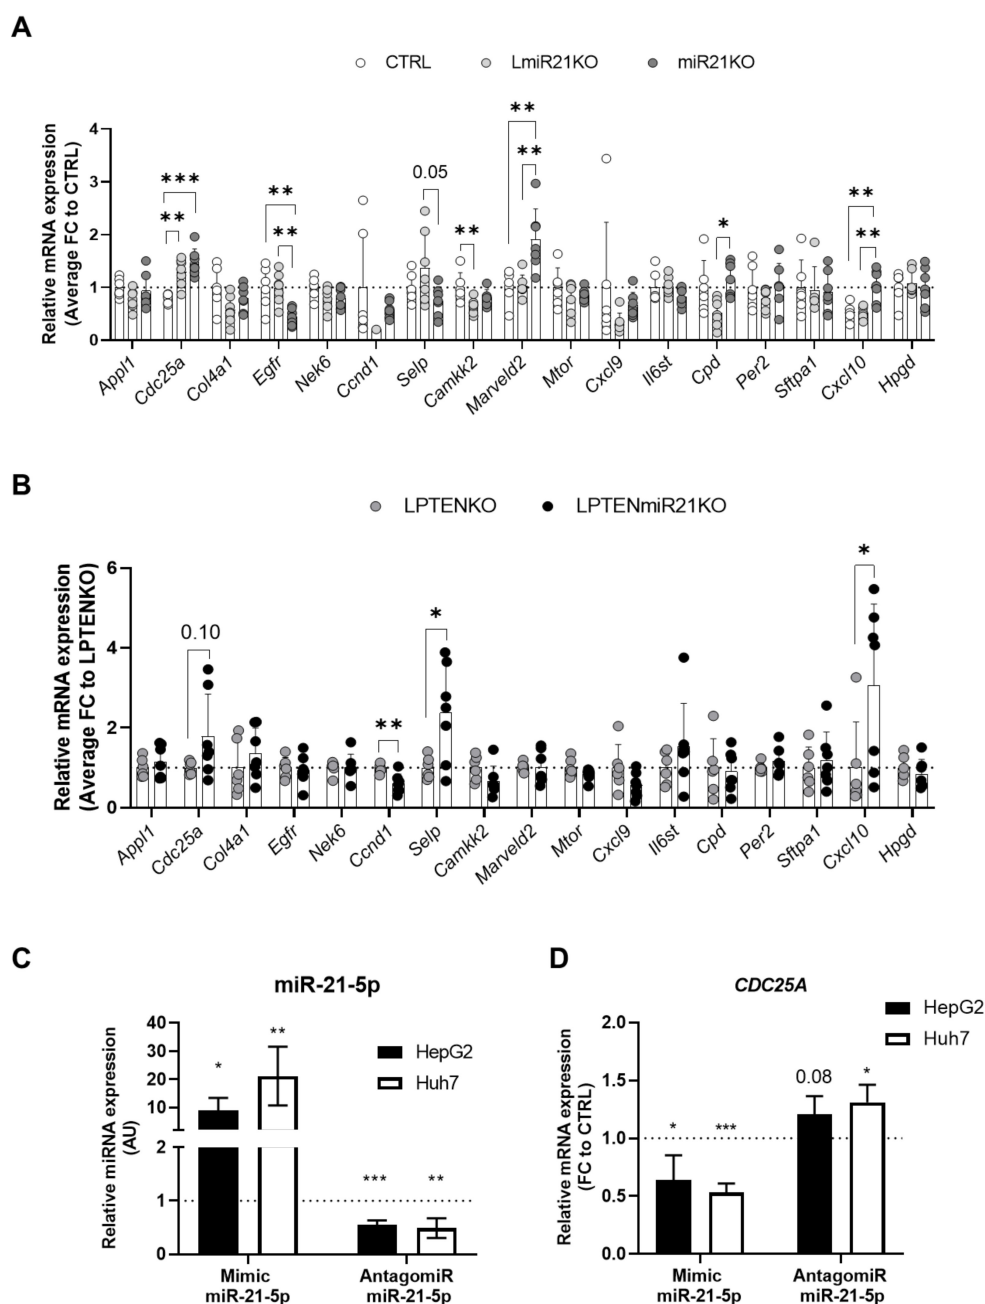 A
CTRL LmiR21KO miR21KO
Relative mRNA expression
(Average FC to CTRL)
4
3
2
1
0
*** ** ** ** 0.05 ** ** ** * ** **
Appl1 Cdc25a Col4a1 Egfr Nek6 Ccnd1 Selp Camkk2 Marveld2 Mtor Cxcl9 Il6st Cpd Per2 Sftpa1 Cxcl10 Hpgd
B
LPTENKO LPTENmiR21KO
Relative mRNA expression
(Average FC to LPTENKO)
6
4
2
0
0.10 ** * *
Appl1 Cdc25a Col4a1 Egfr Nek6 Ccnd1 Selp Camkk2 Marveld2 Mtor Cxcl9 Il6st Cpd Per2 Sftpa1 Cxcl10 Hpgd
C
miR-21-5p
Relative miRNA expression
(AU)
40
30
20
10
2
1
0
* ** *** **
HepG2
Huh7
Mimic
miR-21-5p
AntagomiR
miR-21-5p
D
CDC25A
HepG2
Huh7
Relative mRNA expression
(FC to CTRL)
2.0
1.5
1.0
0.5
0.0
* *** 0.08 *
Mimic
miR-21-5p
AntagomiR
miR-21-5p